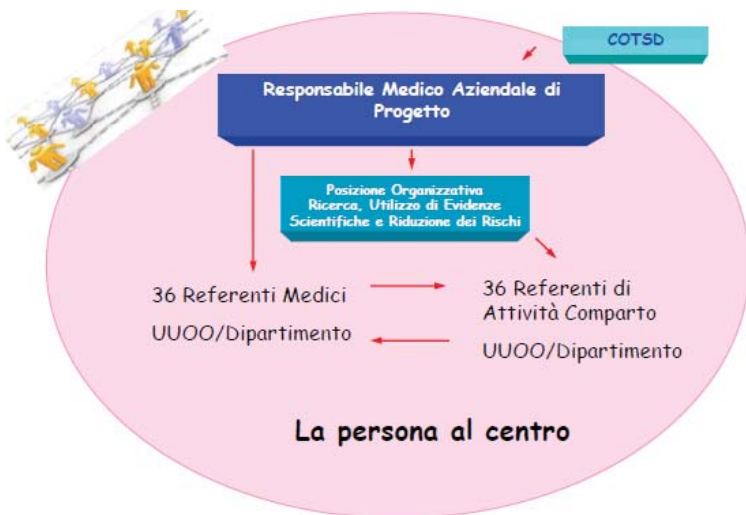 COTSD
Responsabile Medico Aziendale di
Progetto
Posizione Organizzativa
Ricerca, Utilizzo di Evidenze
Scientifiche e Riduzione dei Rischi
36 Referenti Medici
UUOO/Dipartimento
36 Referenti di
Attività Comparto
UUOO/Dipartimento
La persona al centro